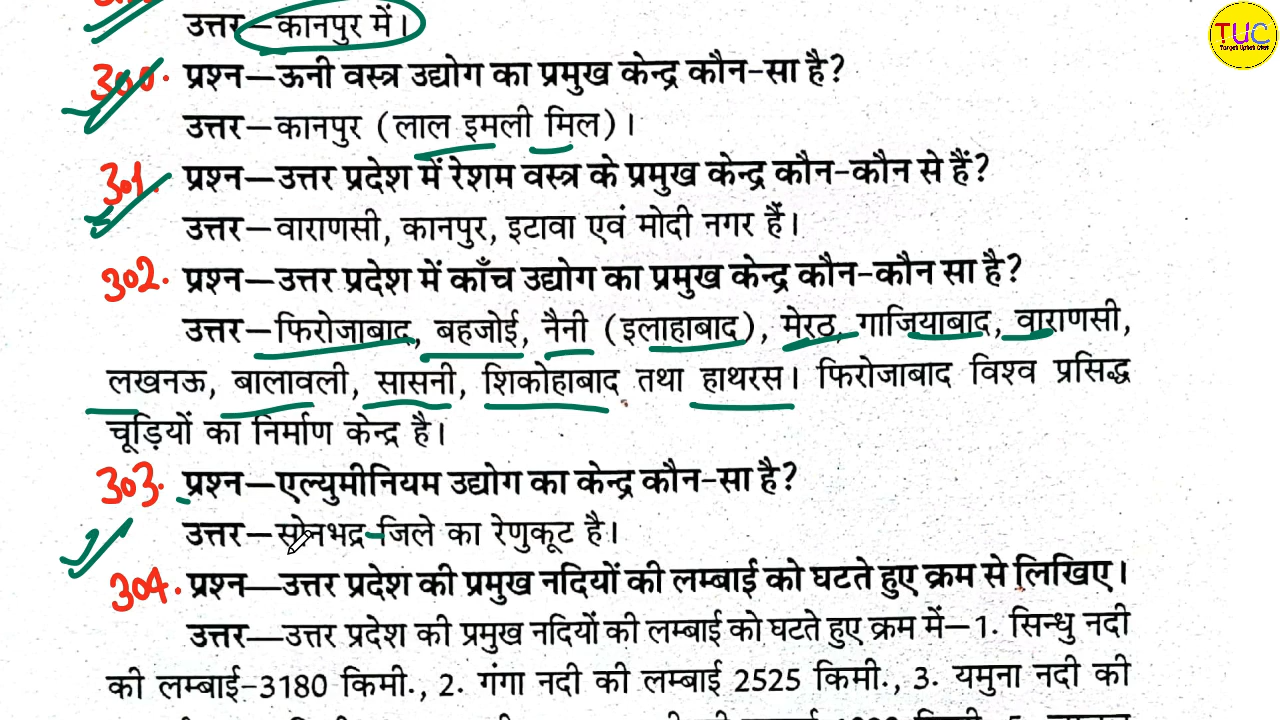 उत्तर—कानपुर में।
TUC
300. प्रश्न—ऊनी वस्त्र उद्योग का प्रमुख केन्द्र कौन-सा है?
उत्तर—कानपुर (लाल इमली मिल)।
301. प्रश्न—उत्तर प्रदेश में रेशम वस्त्र के प्रमुख केन्द्र कौन-कौन से हैं?
उत्तर—वाराणसी, कानपुर, इटावा एवं मोदी नगर हैं।
302. प्रश्न—उत्तर प्रदेश में काँच उद्योग का प्रमुख केन्द्र कौन-कौन सा है?
उत्तर—फिरोजाबाद, बहजोई, नैनी (इलाहाबाद), मेरठ, गाजियाबाद, वाराणसी,
लखनऊ, बालावली, सासनी, शिकोहाबाद तथा हाथरस। फिरोजाबाद विश्व प्रसिद्ध
चूड़ियों का निर्माण केन्द्र है।
303. प्रश्न—एल्युमीनियम उद्योग का केन्द्र कौन-सा है?
उत्तर—सोनभद्र जिले का रेणुकूट है।
304. प्रश्न—उत्तर प्रदेश की प्रमुख नदियों की लम्बाई को घटते हुए क्रम से लिखिए।
उत्तर—उत्तर प्रदेश की प्रमुख नदियों की लम्बाई को घटते हुए क्रम में—1. सिन्धु नदी
की लम्बाई-3180 किमी., 2. गंगा नदी की लम्बाई 2525 किमी., 3. यमुना नदी की